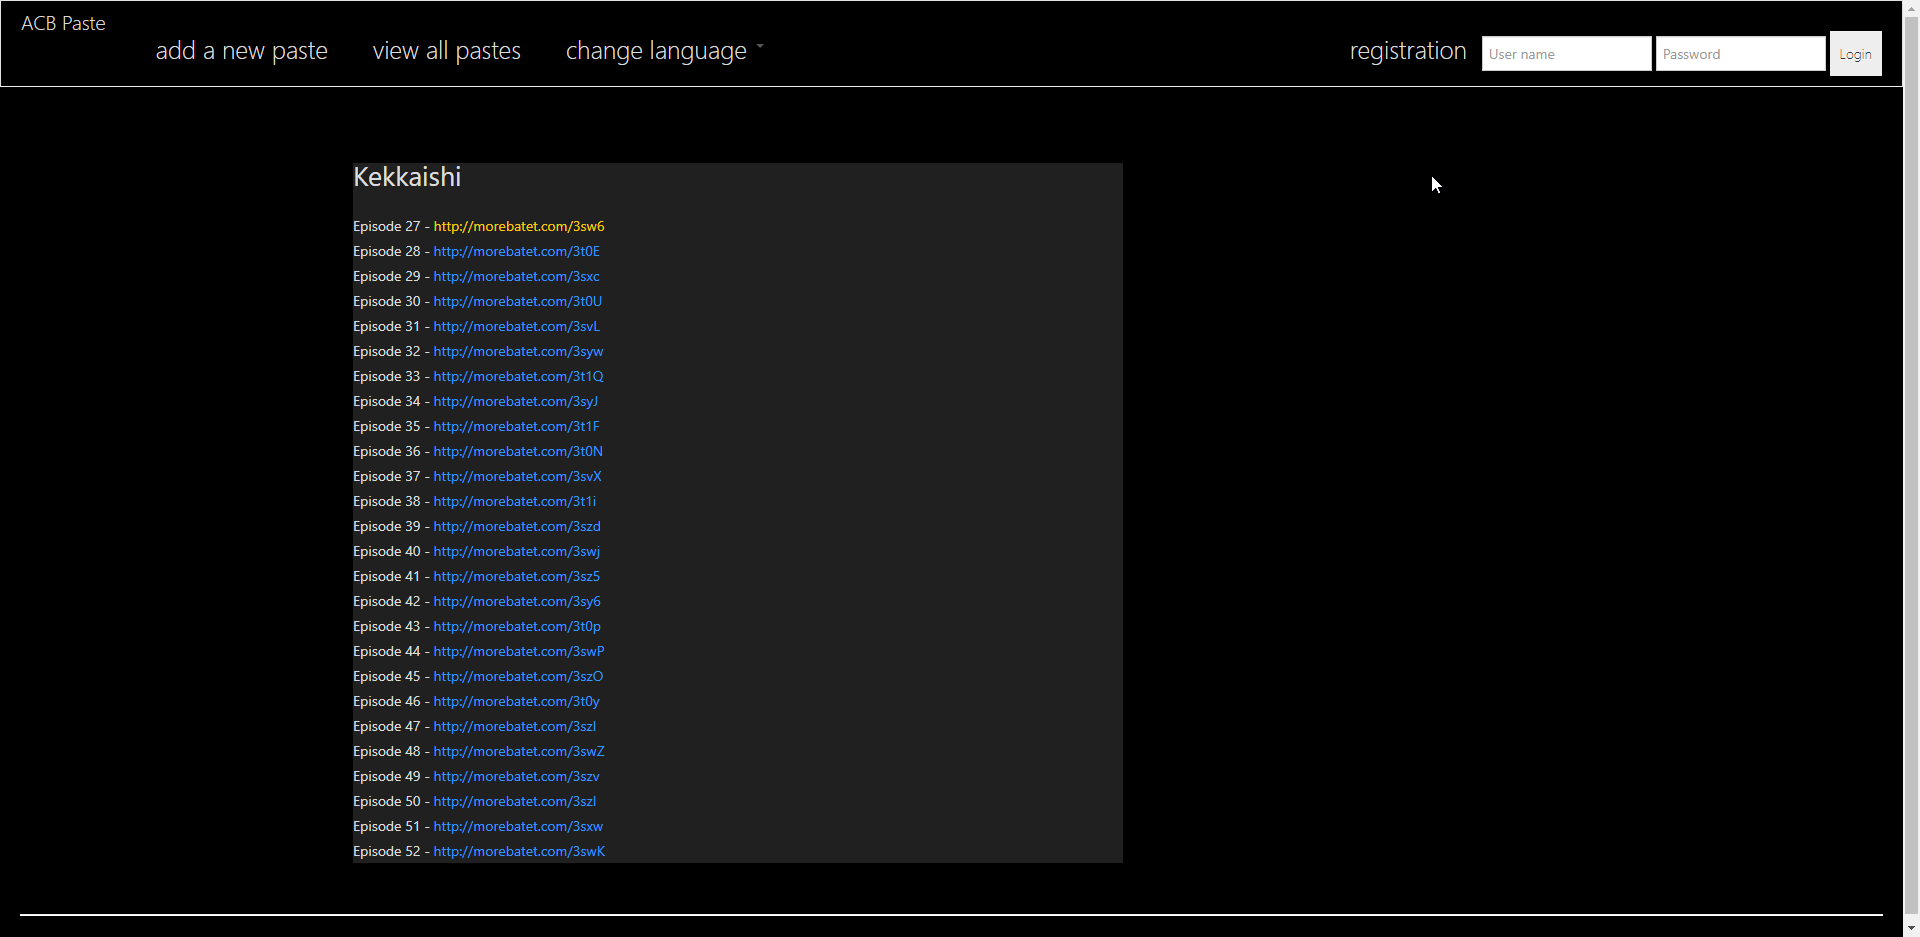 ACB Paste
add a new paste
view all pastes
change language
registration
User name
Password
Login
Kekkaishi
Episode 27 - http://morebatet.com/3sw6
Episode 28 - http://morebatet.com/3t0E
Episode 29 - http://morebatet.com/3sxc
Episode 30 - http://morebatet.com/3t0U
Episode 31 - http://morebatet.com/3svL
Episode 32 - http://morebatet.com/3syw
Episode 33 - http://morebatet.com/3t1Q
Episode 34 - http://morebatet.com/3syJ
Episode 35 - http://morebatet.com/3t1F
Episode 36 - http://morebatet.com/3t0N
Episode 37 - http://morebatet.com/3svX
Episode 38 - http://morebatet.com/3t1i
Episode 39 - http://morebatet.com/3szd
Episode 40 - http://morebatet.com/3swj
Episode 41 - http://morebatet.com/3sz5
Episode 42 - http://morebatet.com/3sy6
Episode 43 - http://morebatet.com/3t0p
Episode 44 - http://morebatet.com/3swP
Episode 45 - http://morebatet.com/3szO
Episode 46 - http://morebatet.com/3t0y
Episode 47 -
Episode 48 - http://morebatet.com/3swZ
Episode 49 - http://morebatet.com/3szv
Episode 50 -
Episode 51 - http://morebatet.com/3sxw
Episode 52 - http://morebatet.com/3swK